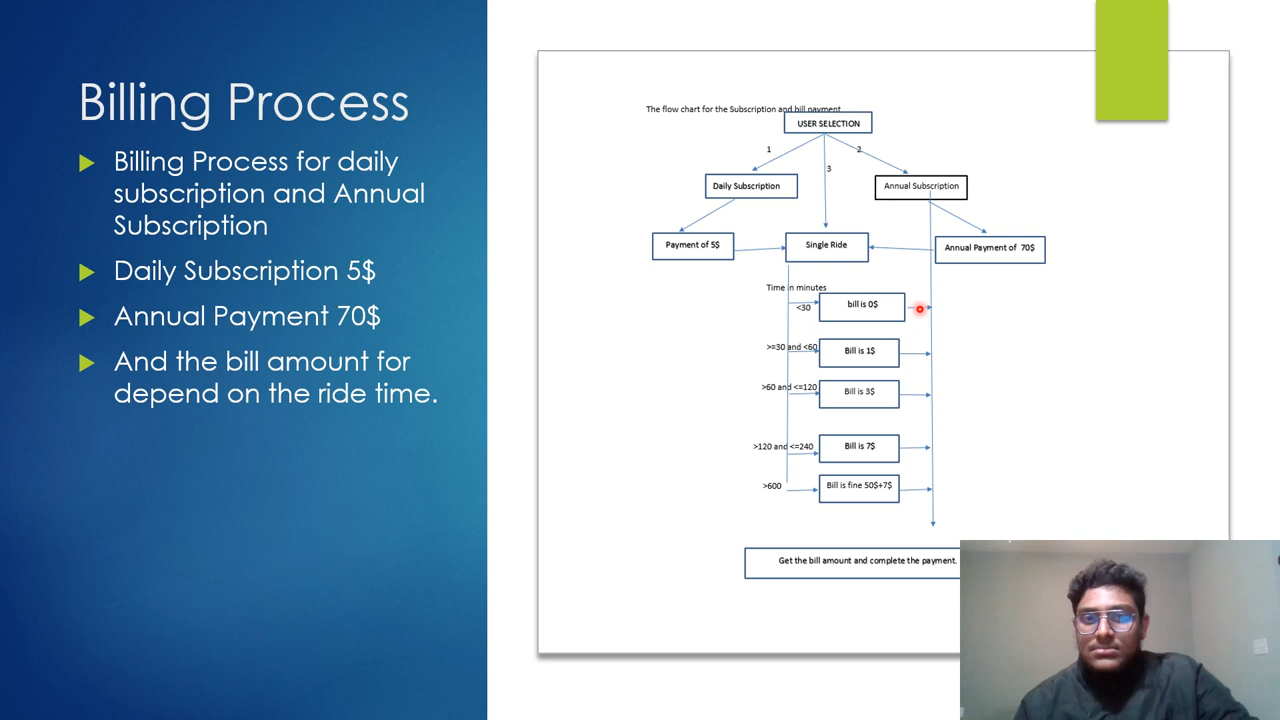 Billing Process
Billing Process for daily
subscription and Annual
Subscription
Daily Subscription 5$
Annual Payment 70$
And the bill amount for
depend on the ride time.
The flow chart for the Subscription and bill payment
USER SELECTION
1
2
3
Daily Subscription
Annual Subscription
Payment of 5$
Single Ride
Annual Payment of 70$
Time in minutes
<30
bill is 0$
>=30 and <60
Bill is 1$
>60 and <=120
Bill is 3$
>120 and <=240
Bill is 7$
>600
Bill is fine 50$+7$
Get the bill amount and complete the payment.